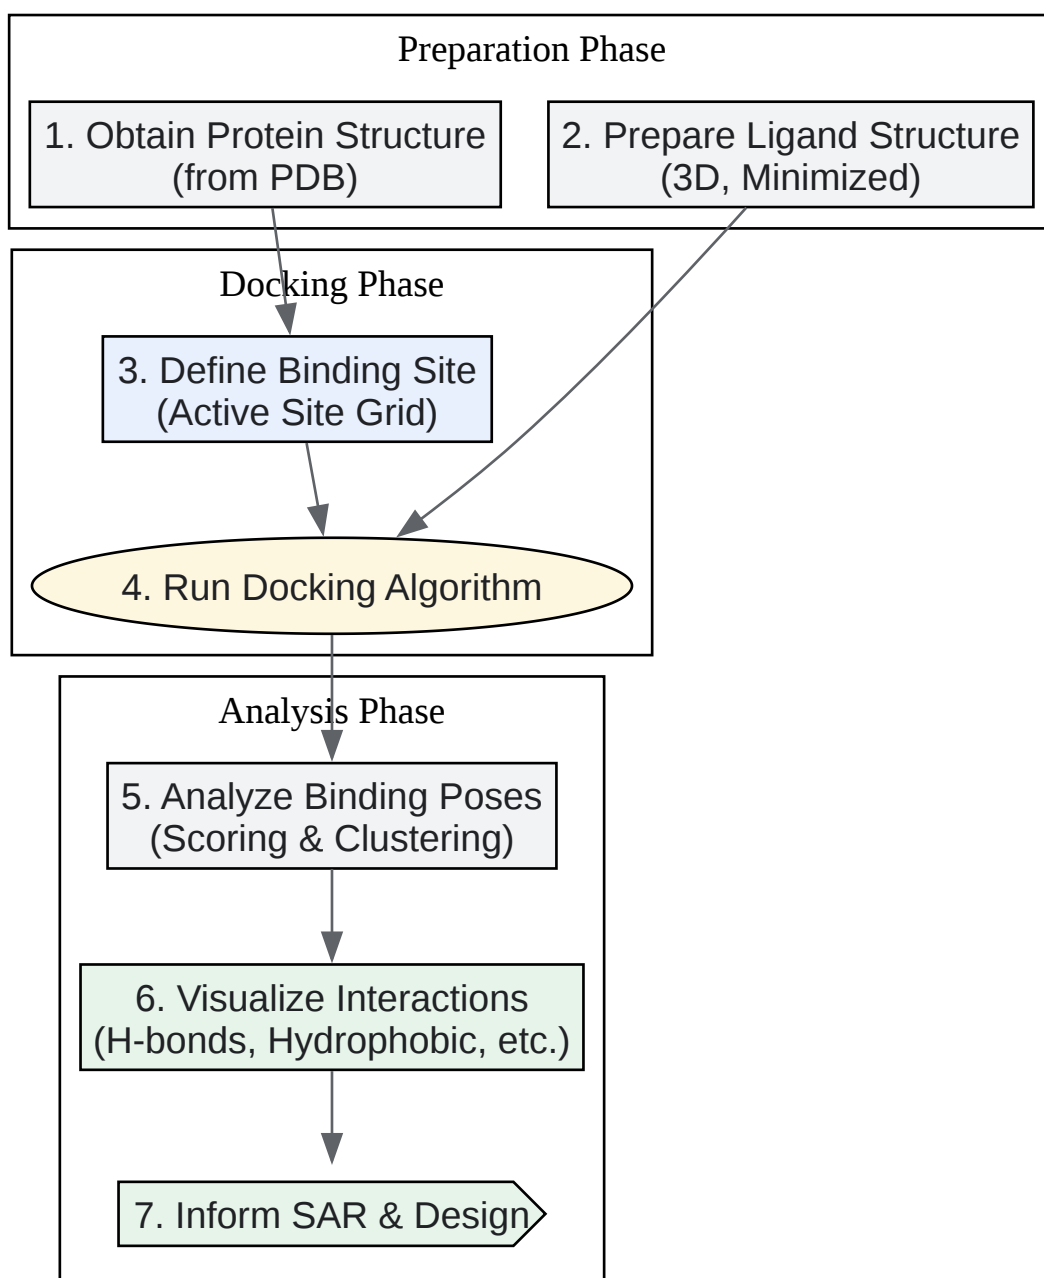 Preparation Phase
1. Obtain Protein Structure
(from PDB)
2. Prepare Ligand Structure
(3D, Minimized)
Docking Phase
3. Define Binding Site
(Active Site Grid)
4. Run Docking Algorithm
Analysis Phase
5. Analyze Binding Poses
(Scoring & Clustering)
6. Visualize Interactions
(H-bonds, Hydrophobic, etc.)
7. Inform SAR & Design